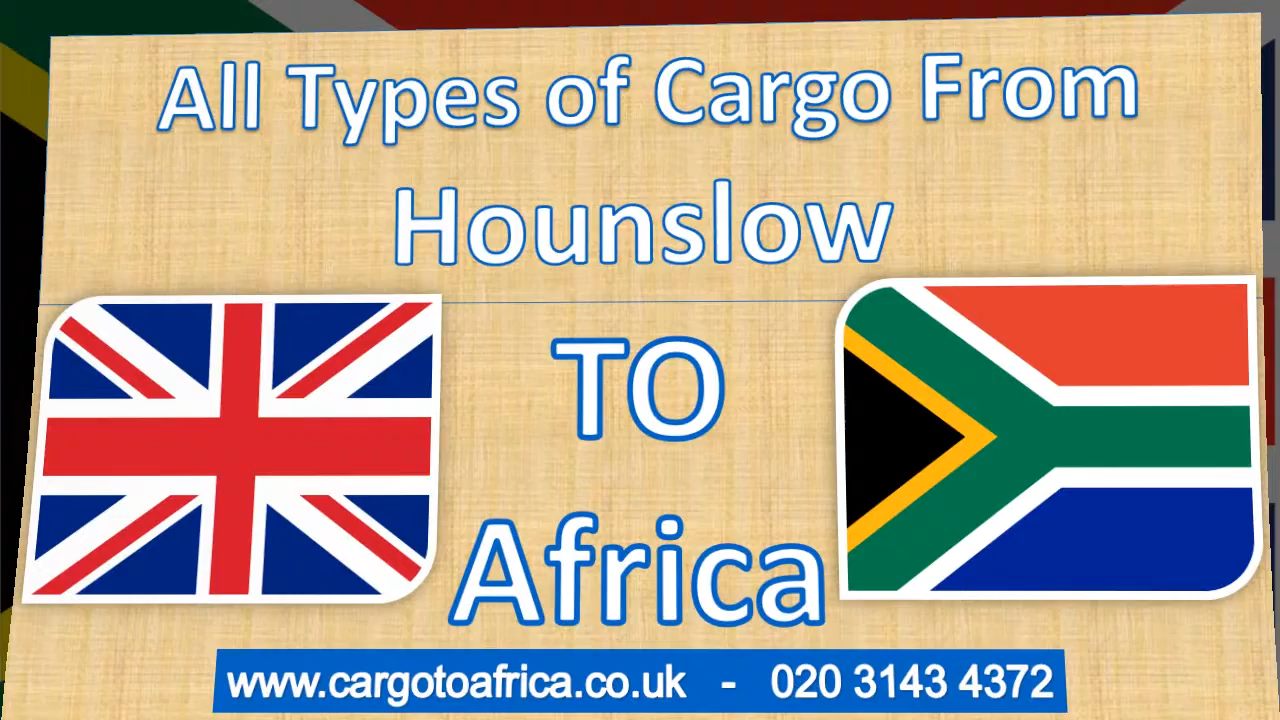 All Types of Cargo From
Hounslow
TO
Africa
www.cargotoafrica.co.uk - 020 3143 4372